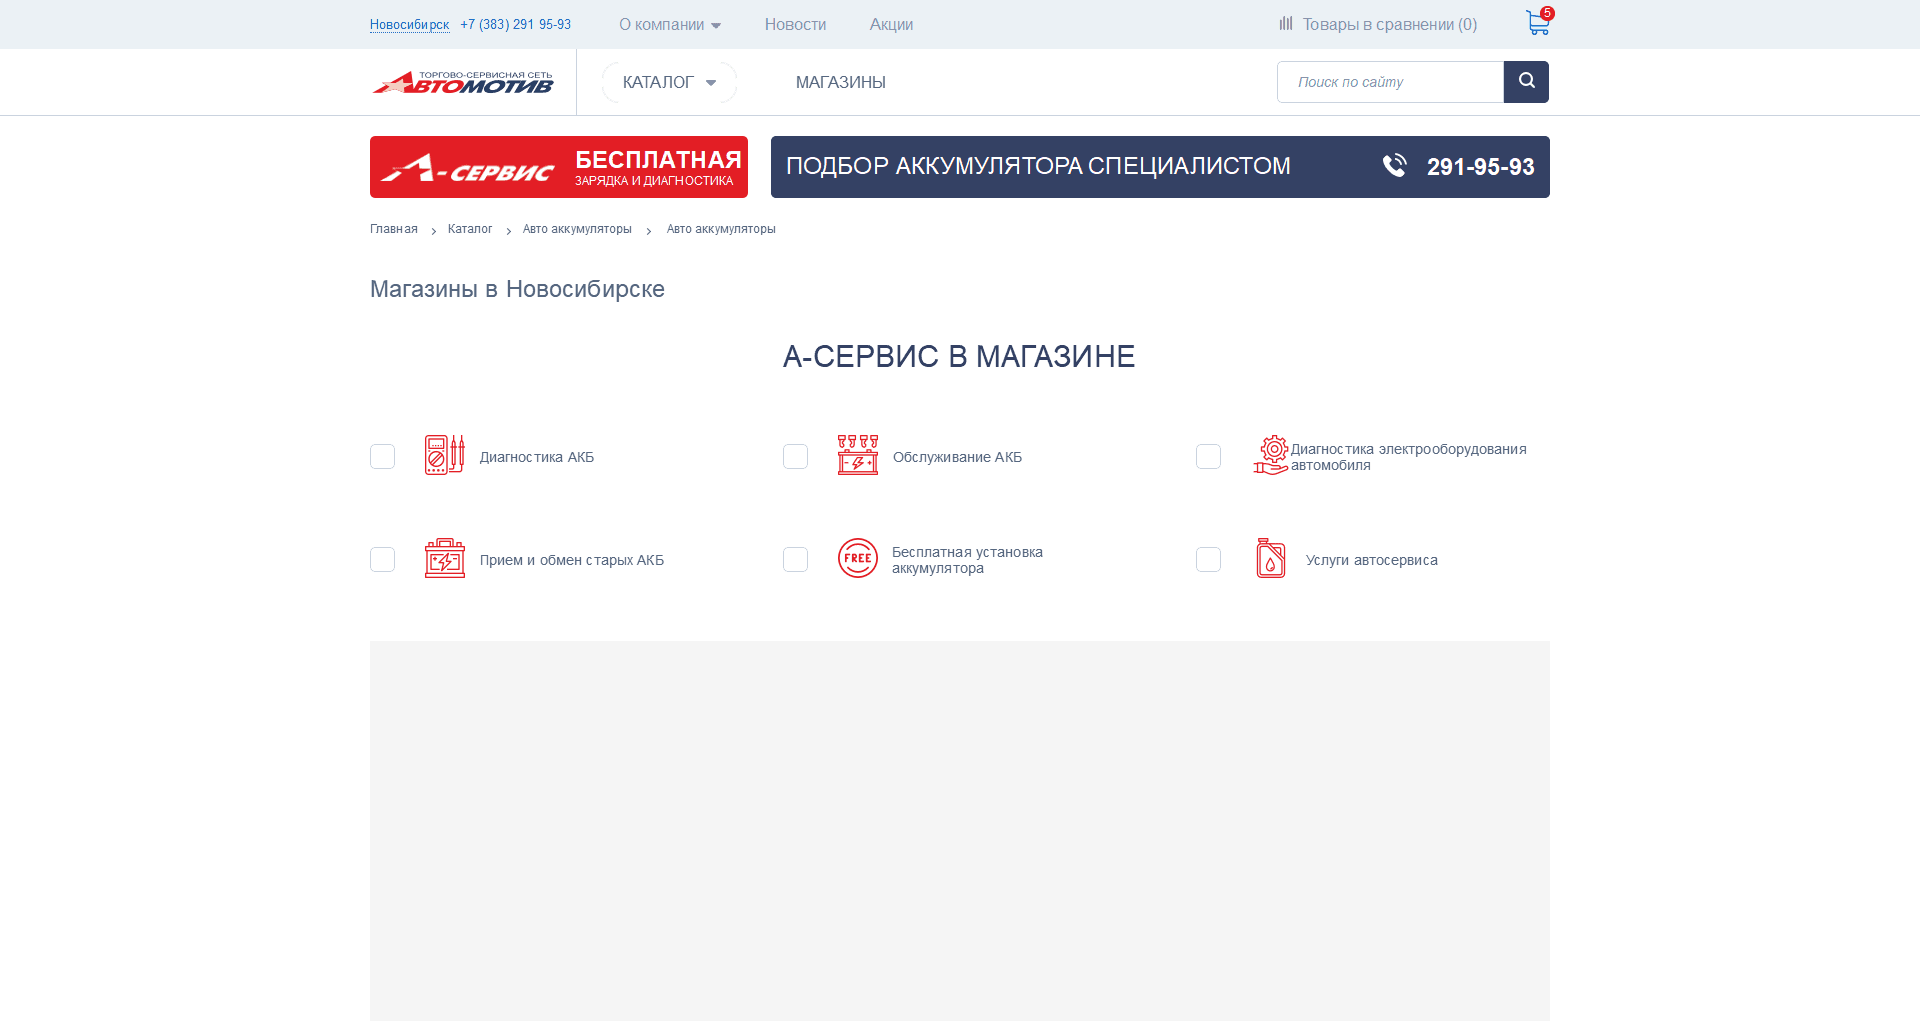 Новосибирск +7 (383) 291 95-93 О компании Новости Акции Товары в сравнении (0) 5
ТОРГОВО-СЕРВИСНАЯ СЕТЬ
АВТОМОТИВ
КАТАЛОГ МАГАЗИНЫ Поиск по сайту
А-СЕРВИС БЕСПЛАТНАЯ
ЗАРЯДКА И ДИАГНОСТИКА
ПОДБОР АККУМУЛЯТОРА СПЕЦИАЛИСТОМ 291-95-93
Главная Каталог Авто аккумуляторы Авто аккумуляторы
Магазины в Новосибирске
А-СЕРВИС В МАГАЗИНЕ
Диагностика АКБ
Обслуживание АКБ
Диагностика электрооборудования
автомобиля
Прием и обмен старых АКБ
FREE
Бесплатная установка
аккумулятора
Услуги автосервиса